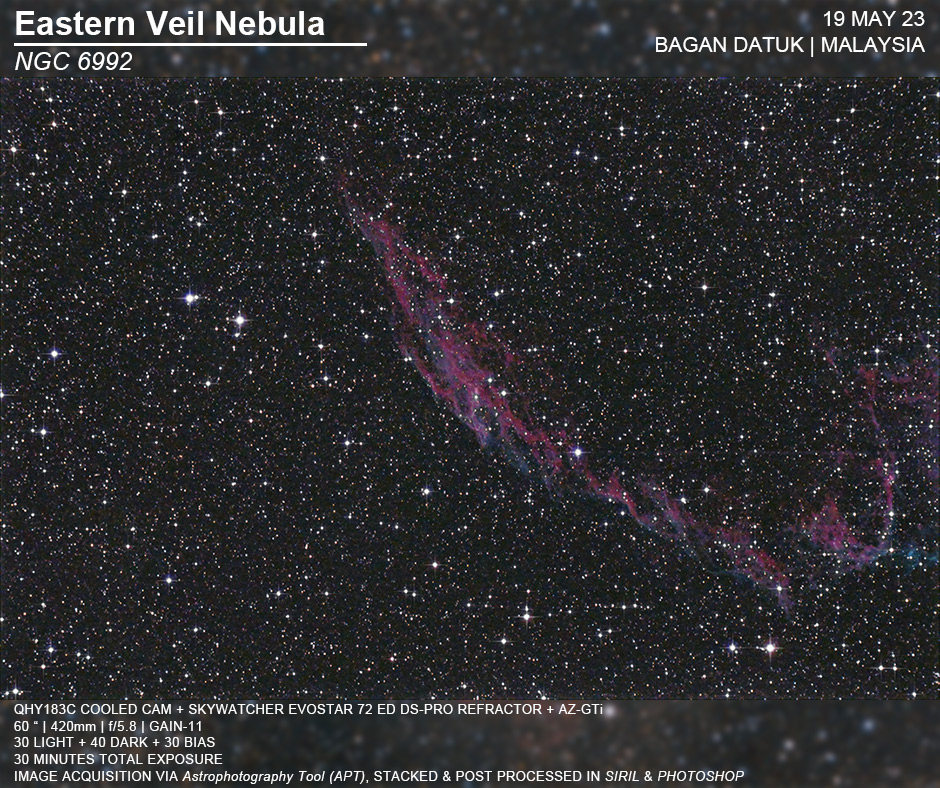 Eastern Veil Nebula
NGC 6992
19 MAY 23
BAGAN DATUK | MALAYSIA
QHY183C COOLED CAM + SKYWATCHER EVOSTAR 72 ED DS-PRO REFRACTOR + AZ-GTi
60 “ | 420mm | f/5.8 | GAIN-11
30 LIGHT + 40 DARK + 30 BIAS
30 MINUTES TOTAL EXPOSURE
IMAGE ACQUISITION VIA Astrophotography Tool (APT), STACKED & POST PROCESSED IN SIRIL & PHOTOSHOP